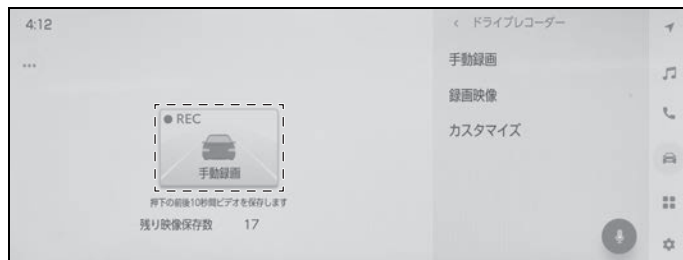 4:12
...
● REC
手動録画
押下の前後10秒間ビデオを保存します
残り映像保存数 17
＜ ドライブレコーダー
手動録画
録画映像
カスタマイズ